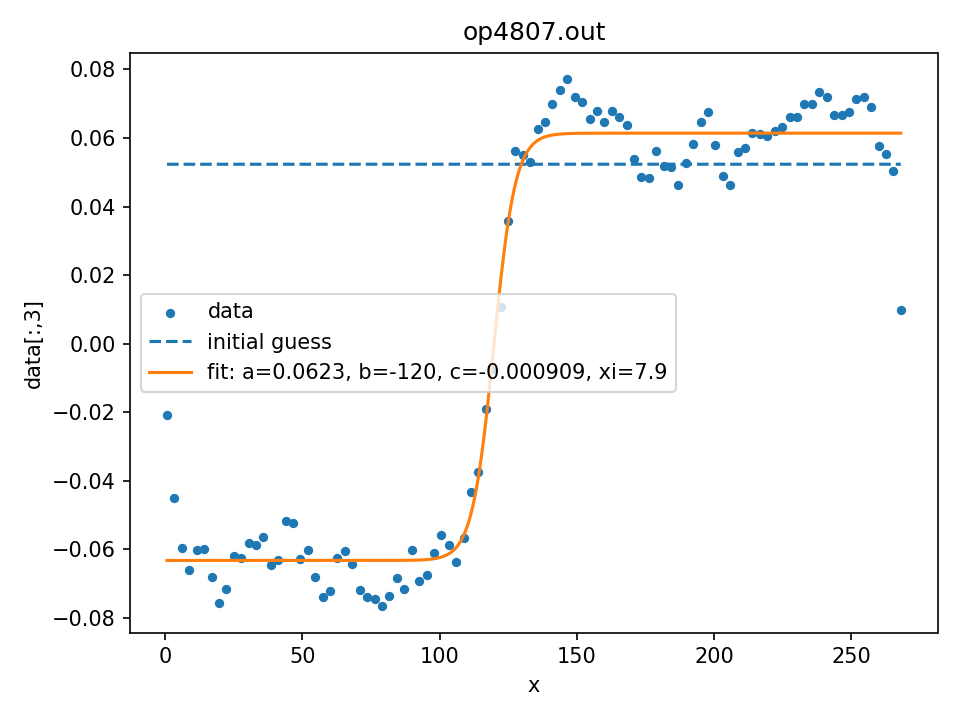 op4807.out
0.08
0.06
0.04
0.02
0.00
−0.02
−0.04
−0.06
−0.08
data[:,3]
data
initial guess
fit: a=0.0623, b=-120, c=-0.000909, xi=7.9
0 50 100 150 200 250
x